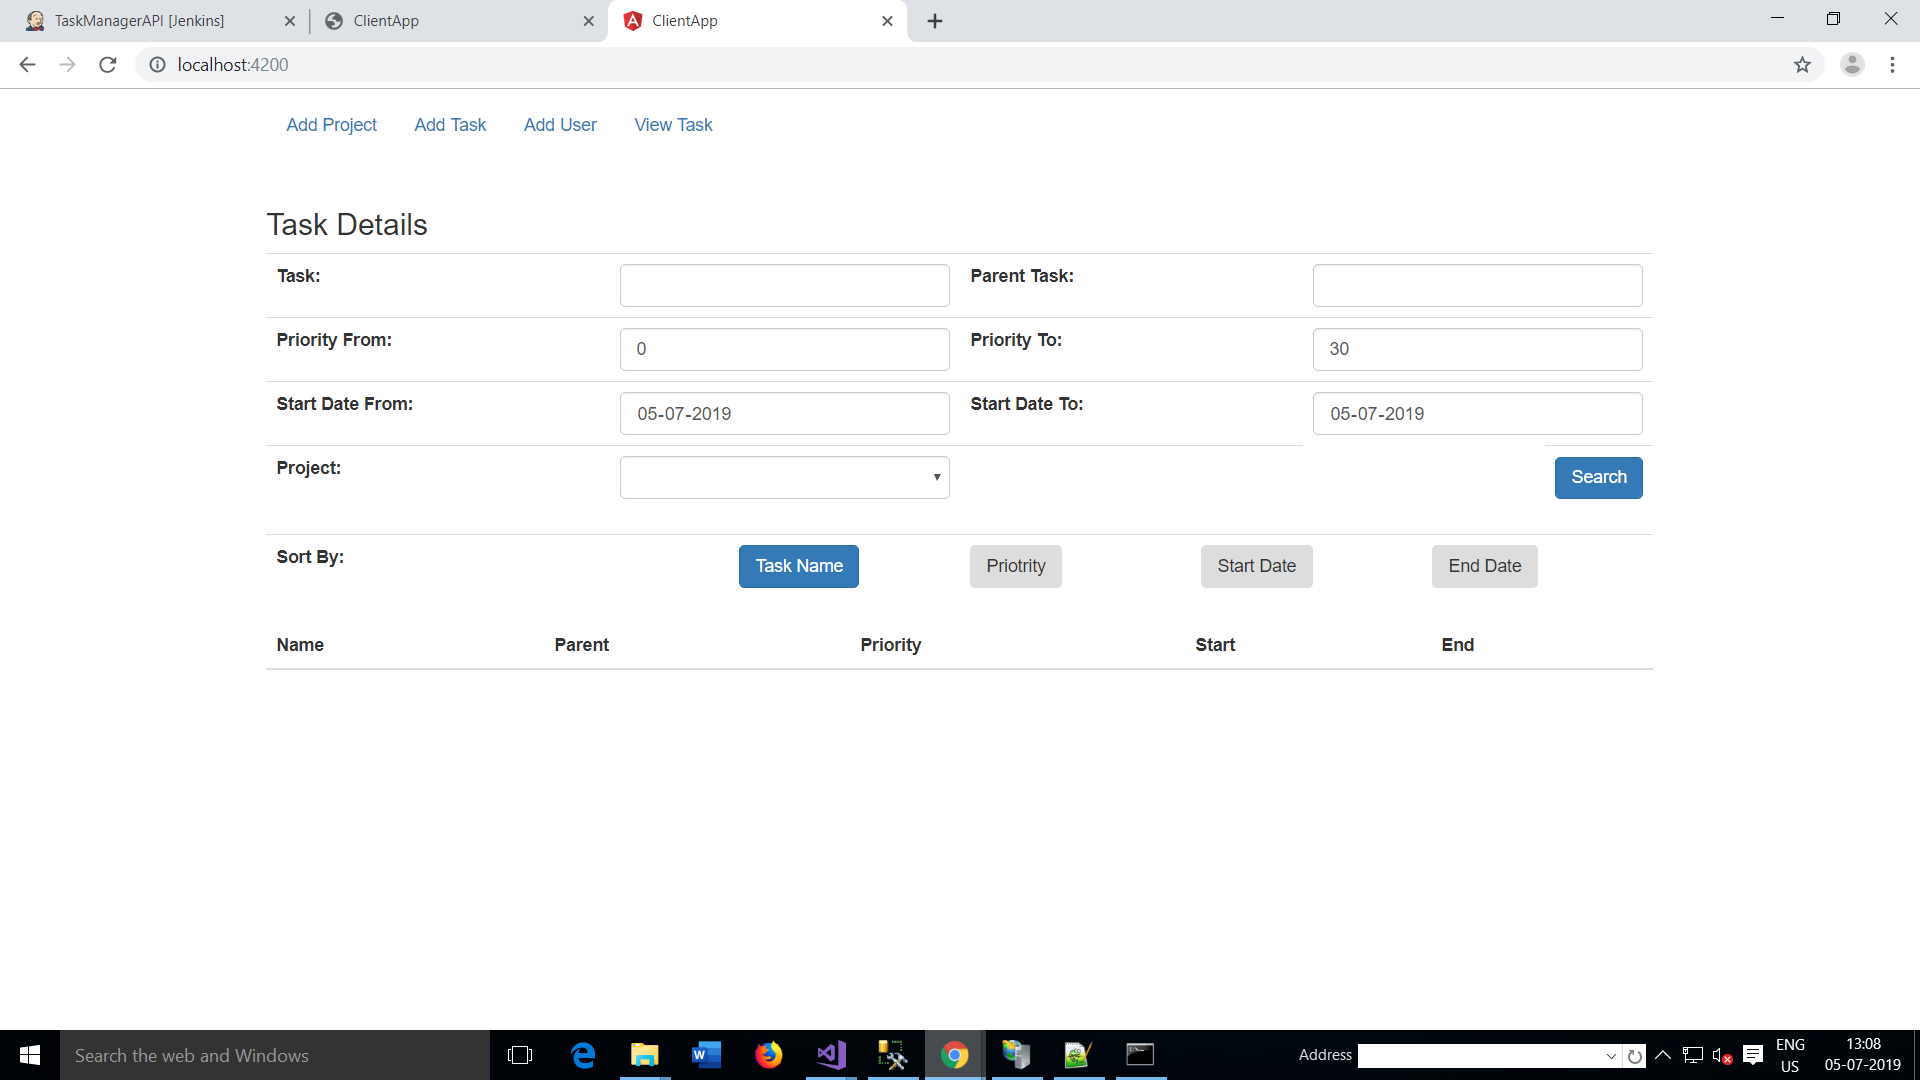 TaskManagerAPI [Jenkins] ClientApp ClientApp
localhost:4200
Add Project Add Task Add User View Task
Task Details
Task: Parent Task:
Priority From: 0 Priority To: 30
Start Date From: 05-07-2019 Start Date To: 05-07-2019
Project: Search
Sort By: Task Name Priotrity Start Date End Date
Name Parent Priority Start End
Search the web and Windows Address ENG 13:08
US 05-07-2019